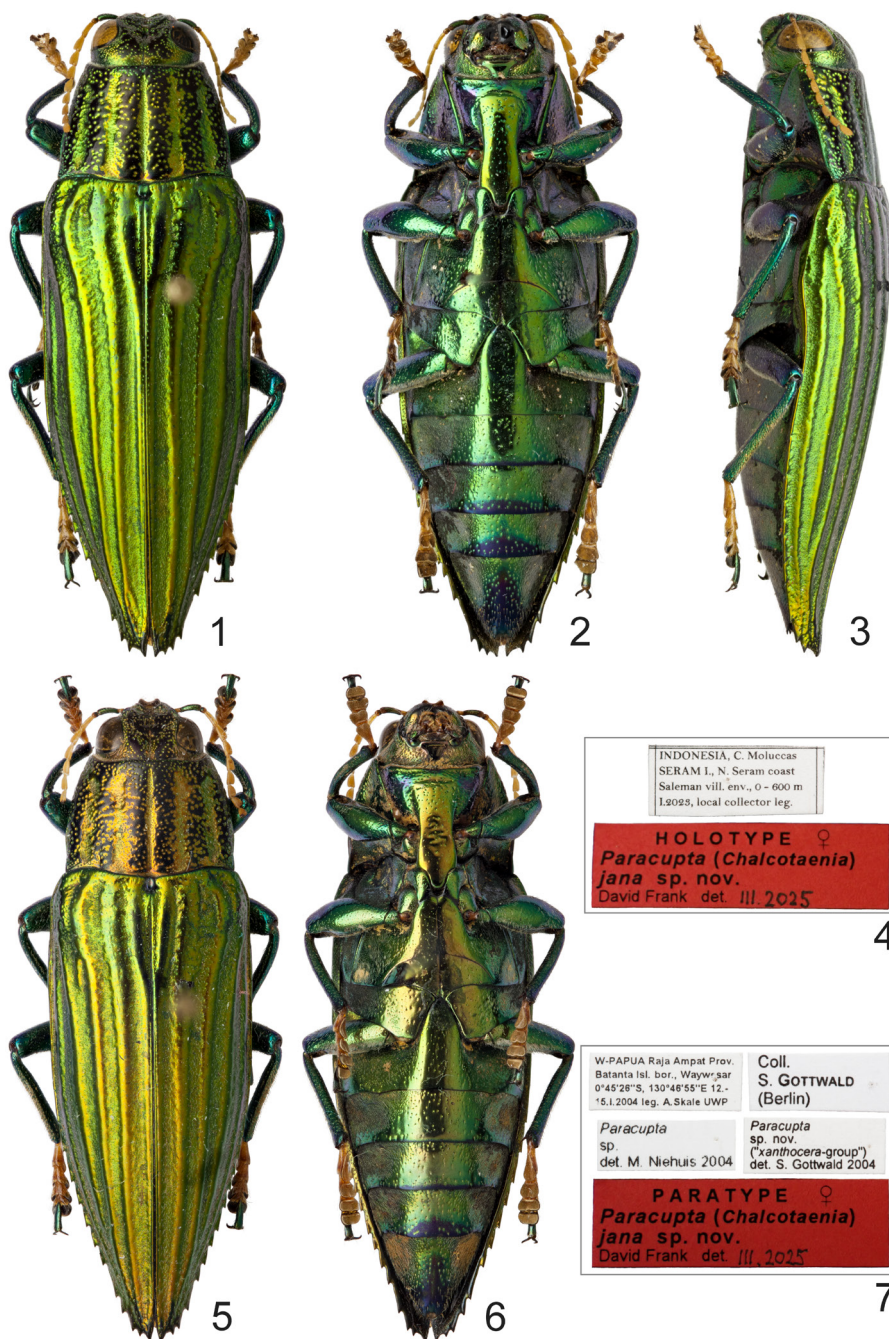 1
2
3
INDONESIA, C. Moluccas
SERAM I., N. Seram coast
Saleman vill. env., 0 - 600 m
I.2023, local collector leg.
HOLOTYPE ♀
Paracupta (Chalcotaenia)
jana sp. nov.
David Frank det. III.2025
4
5
6
W-PAPUA Raja Ampat Prov.
Batanta Isl. bor., Waywesar
0°45'26"S, 130°46'55"E 12.-
15.I.2004 leg. A.Skale UWP
Coll.
S. GOTTWALD
(Berlin)
Paracupta
sp.
det. M. Niehuis 2004
Paracupta
sp. nov.
("xanthocera-group")
det. S. Gottwald 2004
PARATYPE ♀
Paracupta (Chalcotaenia)
jana sp. nov.
David Frank det. III.2025
7